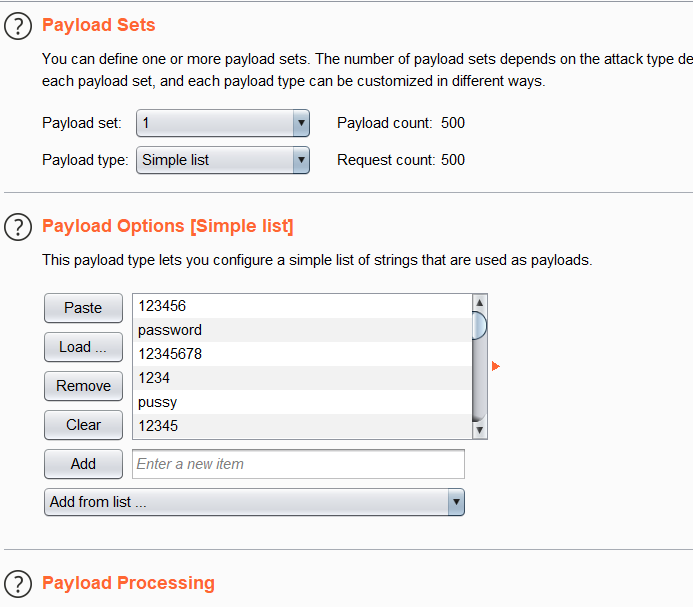 Payload Sets
You can define one or more payload sets. The number of payload sets depends on the attack type de
each payload set, and each payload type can be customized in different ways.
Payload set: 1 Payload count: 500
Payload type: Simple list Request count: 500
Payload Options [Simple list]
This payload type lets you configure a simple list of strings that are used as payloads.
Paste 123456
password
Load ... 12345678
Remove 1234
pussy
Clear 12345
Add Enter a new item
Add from list ...
Payload Processing